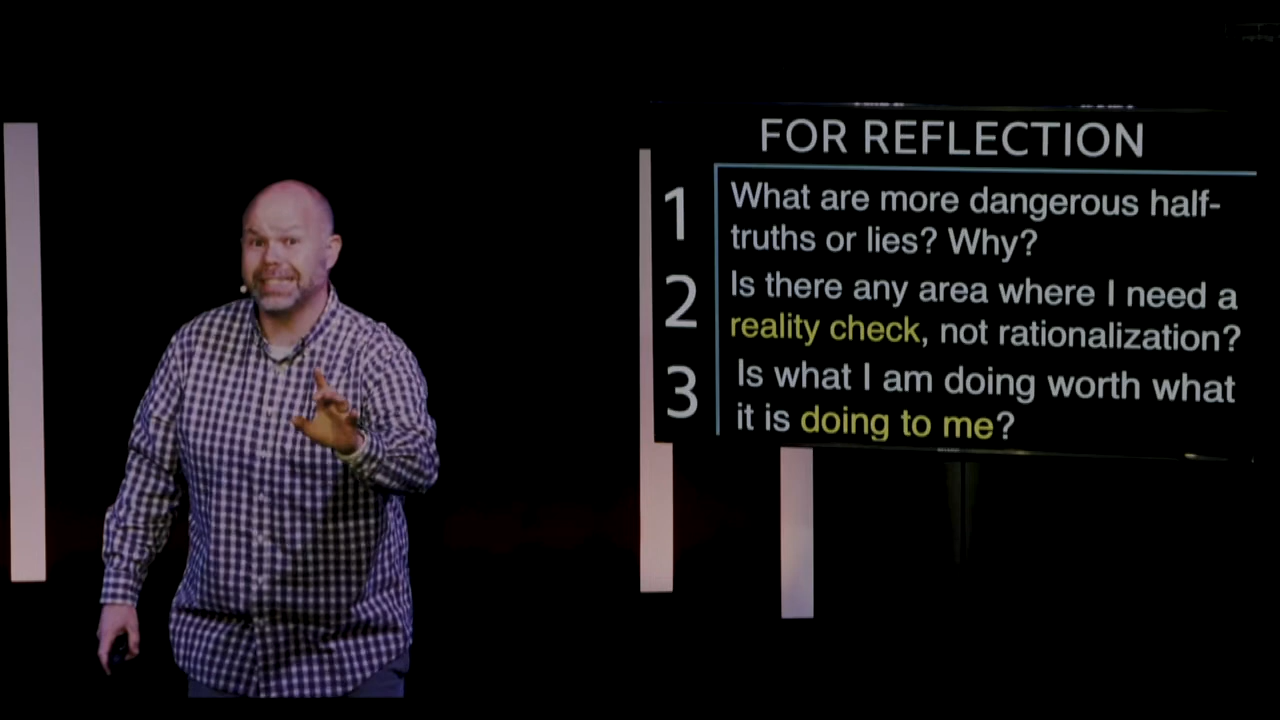 FOR REFLECTION
1 What are more dangerous half-
truths or lies? Why?
2 Is there any area where I need a
reality check, not rationalization?
3 Is what I am doing worth what
it is doing to me?